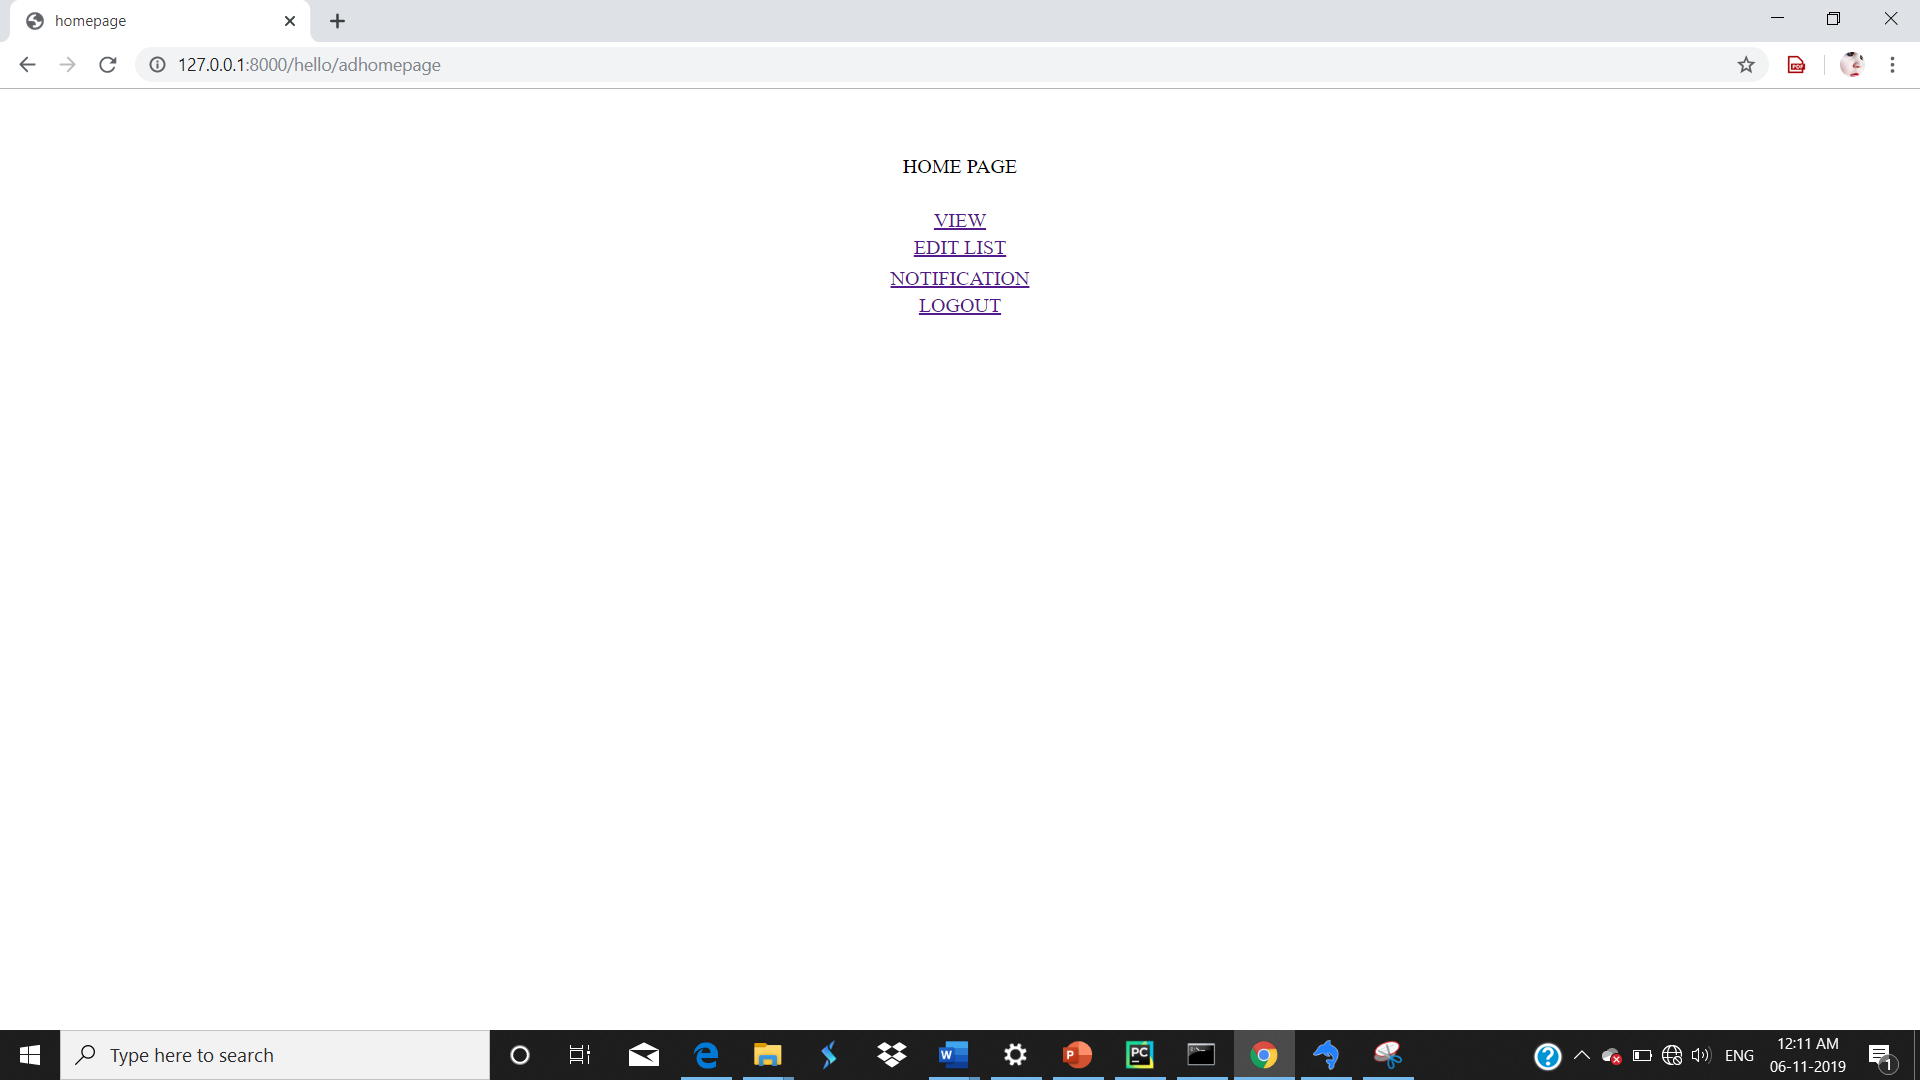 homepage
127.0.0.1:8000/hello/adhomepage
HOME PAGE
VIEW
EDIT LIST
NOTIFICATION
LOGOUT
Type here to search
ENG
12:11 AM
06-11-2019
1